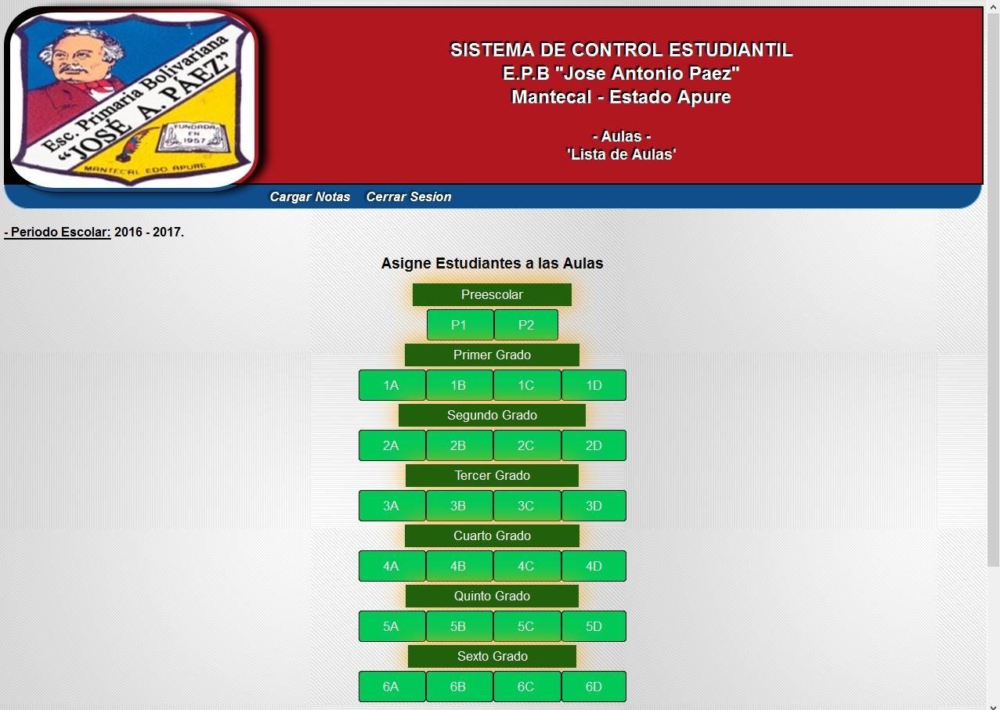 Esc. Primaria Bolivariana
"JOSÉ A. PÁEZ"
FUNDADA
EN
1957
MANTECAL EDO. APURE
SISTEMA DE CONTROL ESTUDIANTIL
E.P.B "Jose Antonio Paez"
Mantecal - Estado Apure
- Aulas -
'Lista de Aulas'
Cargar Notas Cerrar Sesion
- Periodo Escolar: 2016 - 2017.
Asigne Estudiantes a las Aulas
Preescolar
P1 P2
Primer Grado
1A 1B 1C 1D
Segundo Grado
2A 2B 2C 2D
Tercer Grado
3A 3B 3C 3D
Cuarto Grado
4A 4B 4C 4D
Quinto Grado
5A 5B 5C 5D
Sexto Grado
6A 6B 6C 6D